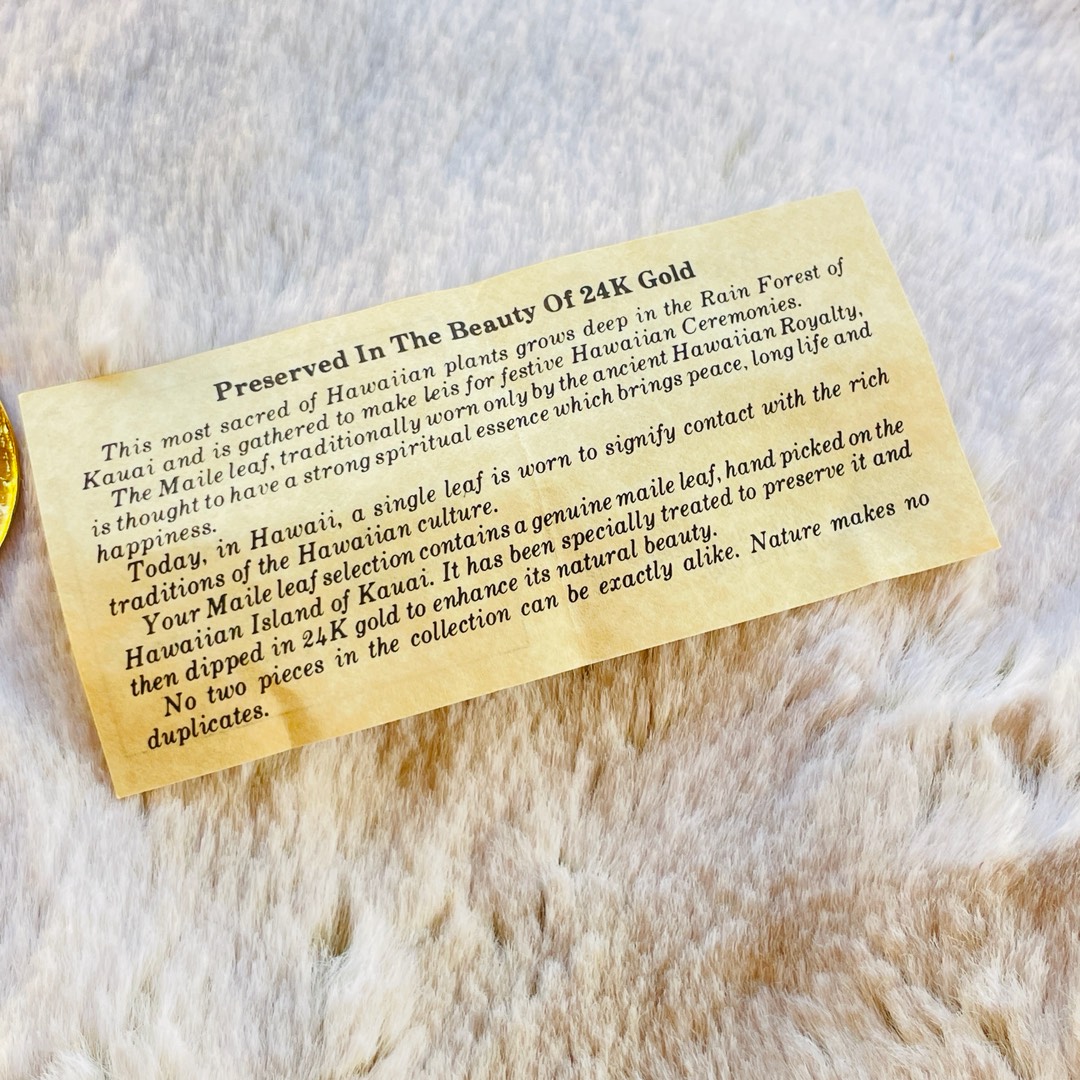 Preserved In The Beauty Of 24K Gold
This most sacred of Hawaiian plants grows deep in the Rain Forest of
Kauai and is gathered to make leis for festive Hawaiian Ceremonies.
The Maile leaf, traditionally worn only by the ancient Hawaiian Royalty,
is thought to have a strong spiritual essence which brings peace, long life and
happiness.
Today, in Hawaii, a single leaf is worn to signify contact with the rich
traditions of the Hawaiian culture.
Your Maile leaf selection contains a genuine maile leaf, hand picked on the
Hawaiian Island of Kauai. It has been specially treated to preserve it and
then dipped in 24K gold to enhance its natural beauty.
No two pieces in the collection can be exactly alike. Nature makes no
duplicates.